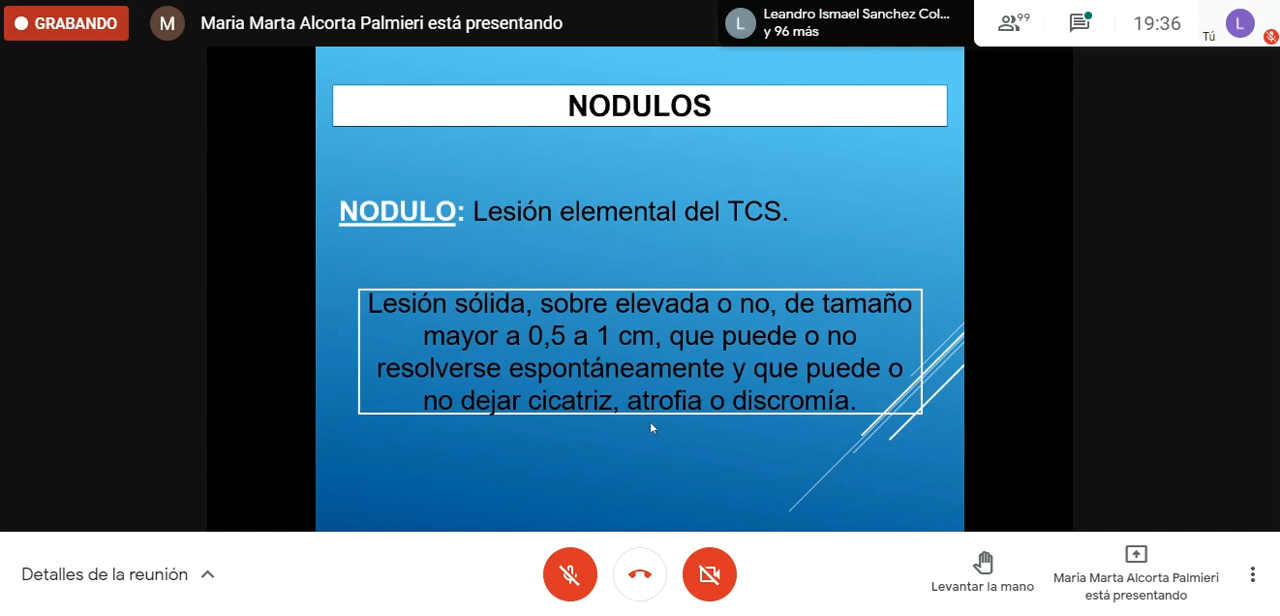 GRABANDO
M
Maria Marta Alcorta Palmieri está presentando
L
Leandro Ismael Sanchez Col...
y 96 más
99
19:36
Tú
L
NODULOS
NODULO: Lesión elemental del TCS.
Lesión sólida, sobre elevada o no, de tamaño
mayor a 0,5 a 1 cm, que puede o no
resolverse espontáneamente y que puede o
no dejar cicatriz, atrofia o discromía.
Detalles de la reunión
Levantar la mano
Maria Marta Alcorta Palmieri
está presentando